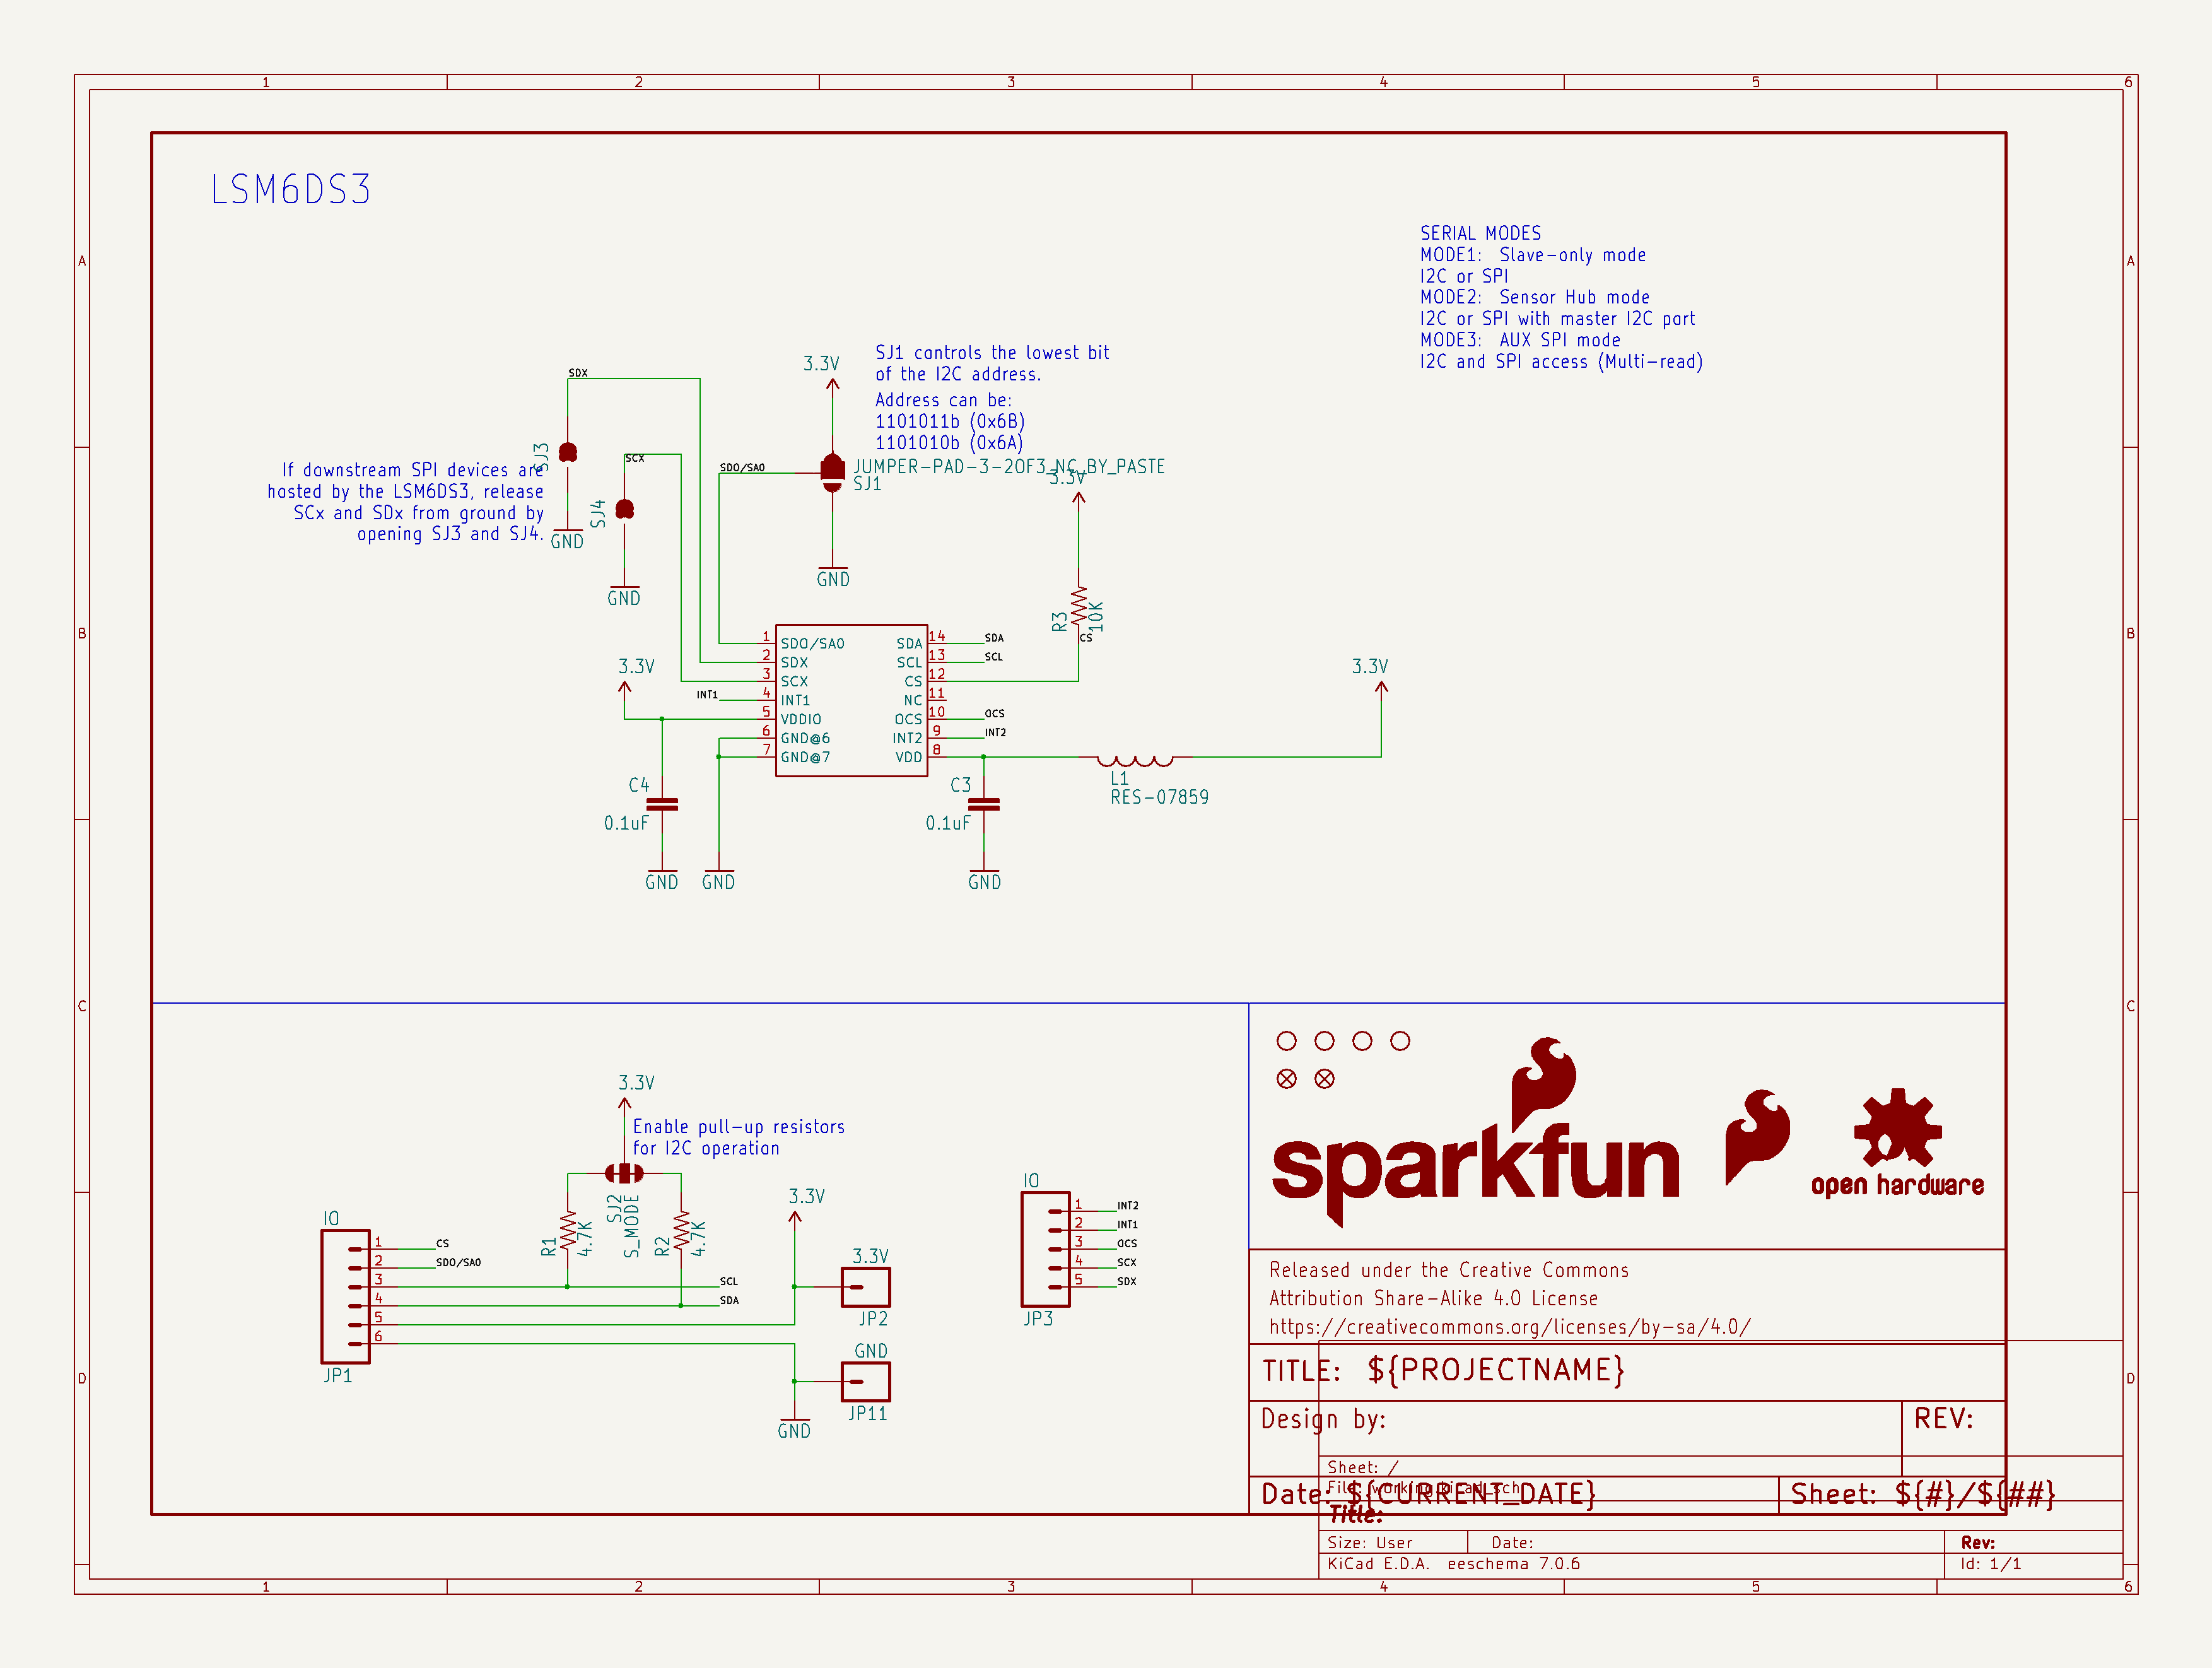 1 2 3 4 5 6
A A
B B
C C
D D
LSM6DS3
SERIAL MODES
MODE1: Slave-only mode
I2C or SPI
MODE2: Sensor Hub mode
I2C or SPI with master I2C port
MODE3: AUX SPI mode
I2C and SPI access (Multi-read)
SJ1 controls the lowest bit
of the I2C address.
Address can be:
1101011b (0x6B)
1101010b (0x6A)
3.3V
SDX
SJ3
If downstream SPI devices are
hosted by the LSM6DS3, release
SCx and SDx from ground by
opening SJ3 and SJ4.
GND
SCX
SJ4
GND
SDO/SA0
JUMPER-PAD-3-2OF3_NC_BY_PASTE
SJ1
GND
3.3V
R3
10K
CS
1 SDO/SA0 SDA 14 SDA
2 SDX SCL 13 SCL
3 SCX CS 12
INT1 4 INT1 NC 11
5 VDDIO OCS 10 OCS
6 GND@6 INT2 9 INT2
7 GND@7 VDD 8
3.3V
3.3V
L1
RES-07859
C4
0.1uF
C3
0.1uF
GND
GND
GND
3.3V
Enable pull-up resistors
for I2C operation
SJ2
S_MODE
R1
4.7K
R2
4.7K
IO
1 CS
2 SDO/SA0
3 SCL
4 SDA
5
6
JP1
3.3V
3.3V
JP2
GND
JP11
GND
IO
1 INT2
2 INT1
3 OCS
4 SCX
5 SDX
JP3
sparkfun
open hardware
Released under the Creative Commons
Attribution Share-Alike 4.0 License
https://creativecommons.org/licenses/by-sa/4.0/
TITLE: ${PROJECTNAME}
Design by:
REV:
Sheet: /
File: working.kicad_sch
Date: ${CURRENT_DATE}
Sheet: ${#}/${##}
Title:
Size: User
Date:
Rev:
KiCad E.D.A. eeschema 7.0.6
Id: 1/1
1 2 3 4 5 6